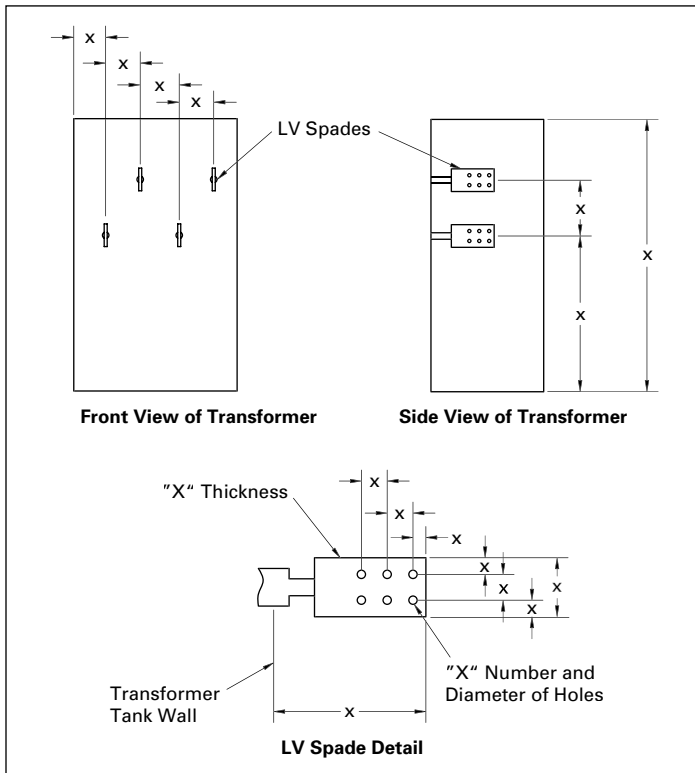 x
x
x
x
LV Spades
x
x
x
Front View of Transformer
Side View of Transformer
"X" Thickness
x
x
x
x
x
x
x
"X" Number and
Diameter of Holes
Transformer
Tank Wall
x
LV Spade Detail